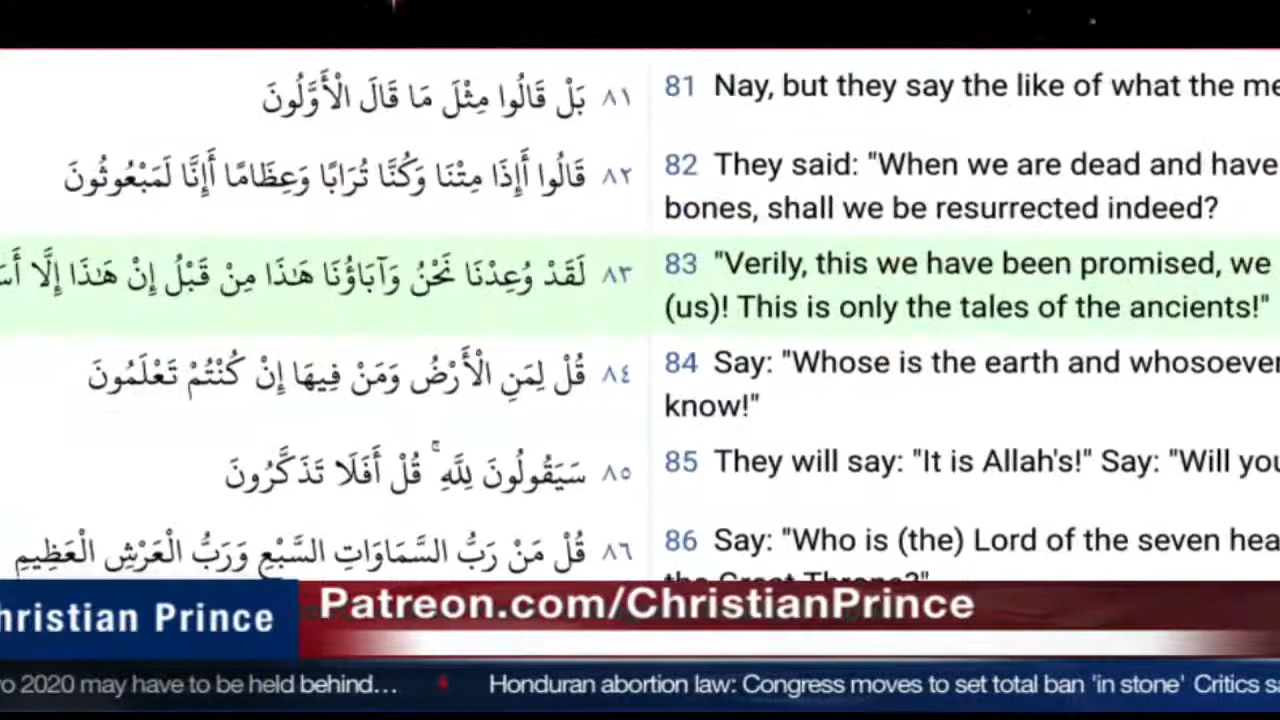 بَلْ قَالُوا مِثْلَ مَا قَالَ الْأَوَّلُونَ ٨١
81 Nay, but they say the like of what the me
قَالُوا أَإِذَا مِتْنَا وَكُنَّا تُرَابًا وَعِظَامًا أَإِنَّا لَمَبْعُوثُونَ ٨٢
82 They said: "When we are dead and have
bones, shall we be resurrected indeed?
لَقَدْ وُعِدْنَا نَحْنُ وَآبَاؤُنَا هَٰذَا مِنْ قَبْلُ إِنْ هَٰذَا إِلَّا ٨٣
83 "Verily, this we have been promised, we
(us)! This is only the tales of the ancients!"
قُلْ لِمَنِ الْأَرْضُ وَمَنْ فِيهَا إِنْ كُنْتُمْ تَعْلَمُونَ ٨٤
84 Say: "Whose is the earth and whosoever
know!"
سَيَقُولُونَ لِلَّهِ ۚ قُلْ أَفَلَا تَذَكَّرُونَ ٨٥
85 They will say: "It is Allah's!" Say: "Will you
قُلْ مَنْ رَبُّ السَّمَاوَاتِ السَّبْعِ وَرَبُّ الْعَرْشِ الْعَظِيمِ ٨٦
86 Say: "Who is (the) Lord of the seven hea
the Great Throne?"
hristian Prince
Patreon.com/ChristianPrince
o 2020 may have to be held behind... Honduran abortion law: Congress moves to set total ban 'in stone' Critics sa